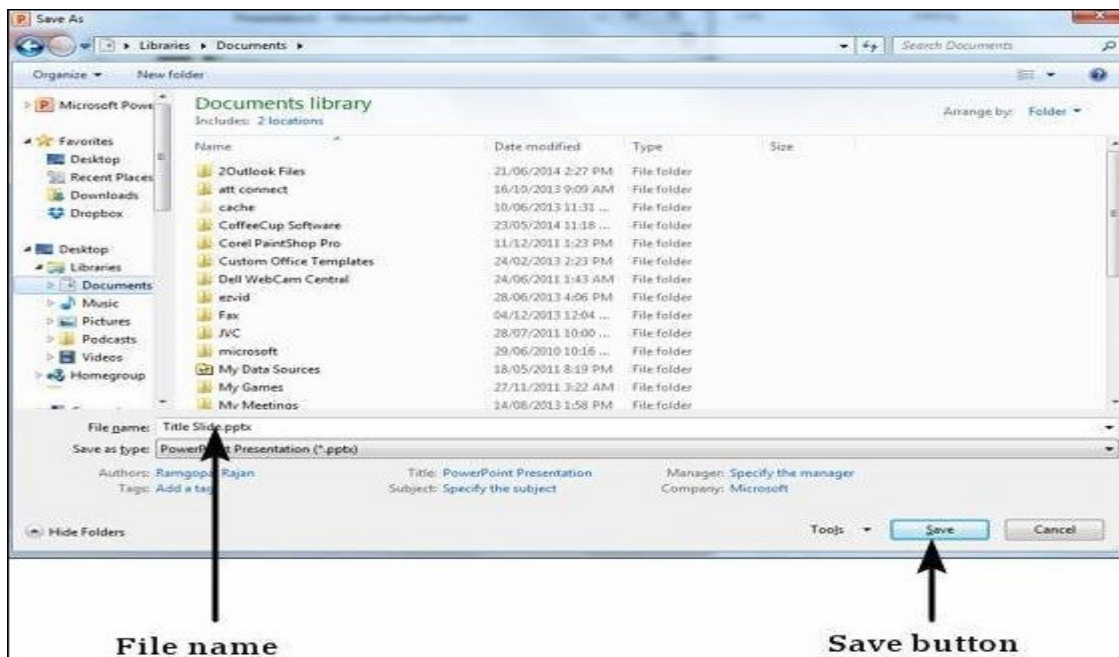 Save As
Libraries ▸ Documents ▸ Search Documents
Organize ▾ New folder
Microsoft Powe
Documents library
Includes: 2 locations
Arrange by: Folder ▾
Favorites
Desktop
Recent Places
Downloads
Dropbox
Desktop
Libraries
Documents
Music
Pictures
Podcasts
Videos
Homegroup
Name Date modified Type Size
2Outlook Files 21/06/2014 2:27 PM File folder
att connect 16/10/2013 9:09 AM File folder
cache 10/06/2013 11:31 ... File folder
CoffeeCup Software 23/05/2014 11:18 ... File folder
Corel PaintShop Pro 11/12/2011 1:23 PM File folder
Custom Office Templates 24/02/2013 2:23 PM File folder
Dell WebCam Central 24/06/2011 1:43 AM File folder
ezvid 28/06/2013 4:06 PM File folder
Fax 04/12/2013 12:04 ... File folder
JVC 28/07/2011 10:00 ... File folder
microsoft 29/06/2010 10:16 ... File folder
My Data Sources 18/05/2011 8:19 PM File folder
My Games 27/11/2011 3:22 AM File folder
My Meetings 14/08/2013 1:58 PM File folder
File name: Title Slide.pptx
Save as type: PowerPoint Presentation (*.pptx)
Authors: Ramgopal Rajan Title: PowerPoint Presentation Manager: Specify the manager
Tags: Add a tag Subject: Specify the subject Company: Microsoft
Hide Folders Tools ▾ Save Cancel
File name Save button